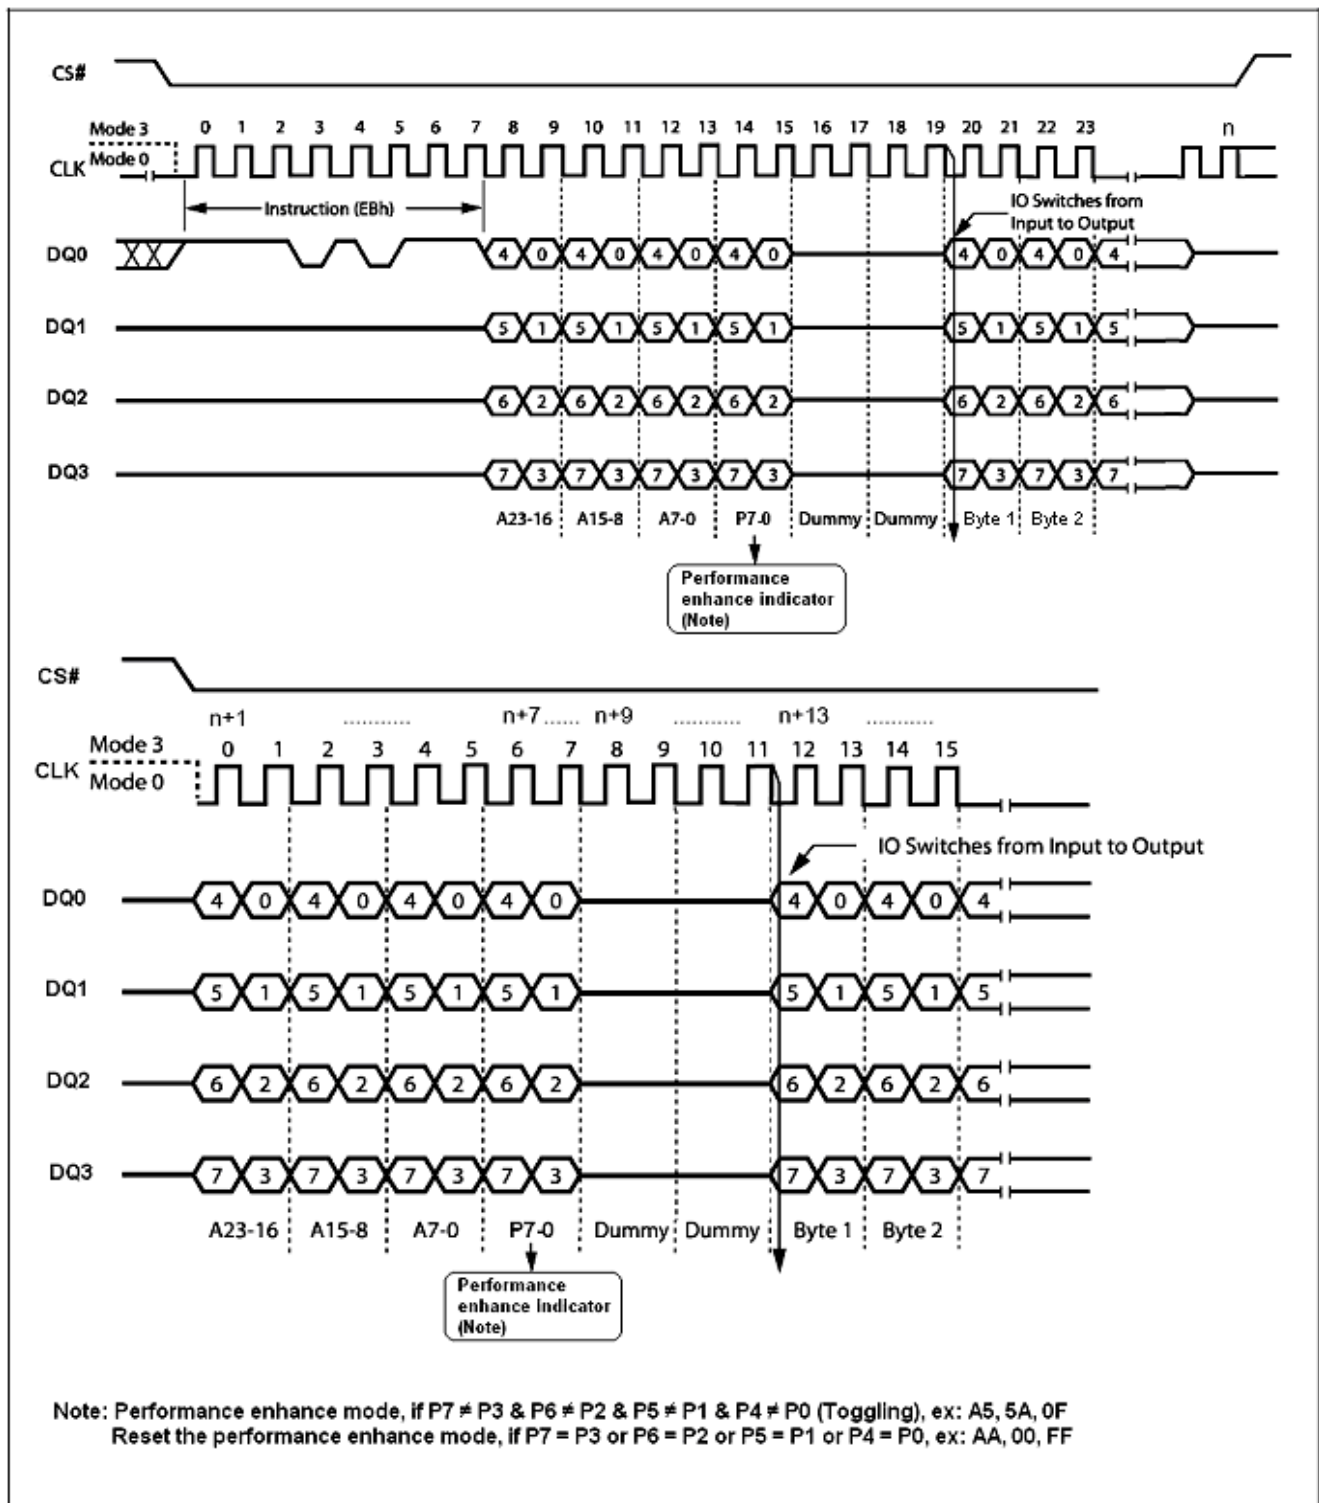 CS#
Mode 3
0 1 2 3 4 5 6 7 8 9 10 11 12 13 14 15 16 17 18 19 20 21 22 23 n
CLK Mode 0
Instruction (EBh)
IO Switches from
Input to Output
DQ0 4 0 4 0 4 0 4 0 4 0 4 0 4
DQ1 5 1 5 1 5 1 5 1 5 1 5 1 5
DQ2 6 2 6 2 6 2 6 2 6 2 6 2 6
DQ3 7 3 7 3 7 3 7 3 7 3 7 3 7
A23-16 A15-8 A7-0 P7-0 Dummy Dummy Byte 1 Byte 2
Performance
enhance indicator
(Note)
CS#
n+1 ........... n+7 ...... n+9 ........... n+13 ...........
Mode 3 0 1 2 3 4 5 6 7 8 9 10 11 12 13 14 15
CLK Mode 0
IO Switches from Input to Output
DQ0 4 0 4 0 4 0 4 0 4 0 4 0 4
DQ1 5 1 5 1 5 1 5 1 5 1 5 1 5
DQ2 6 2 6 2 6 2 6 2 6 2 6 2 6
DQ3 7 3 7 3 7 3 7 3 7 3 7 3 7
A23-16 A15-8 A7-0 P7-0 Dummy Dummy Byte 1 Byte 2
Performance
enhance indicator
(Note)
Note: Performance enhance mode, if P7 ≠ P3 & P6 ≠ P2 & P5 ≠ P1 & P4 ≠ P0 (Toggling), ex: A5, 5A, 0F
Reset the performance enhance mode, if P7 = P3 or P6 = P2 or P5 = P1 or P4 = P0, ex: AA, 00, FF